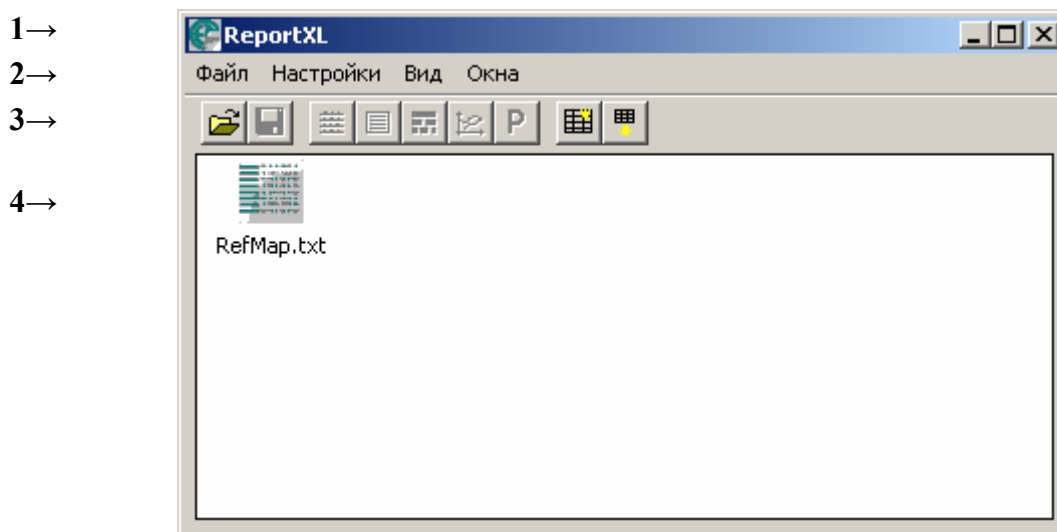 1→
ReportXL
2→
Файл Настройки Вид Окна
3→
P
4→
RefMap.txt